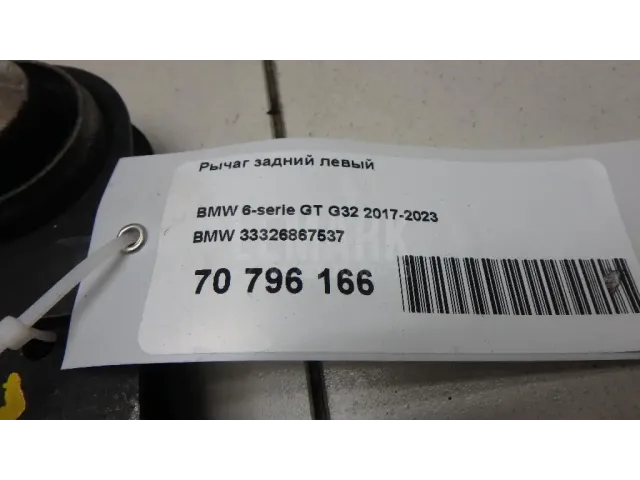 Рычаг задний левый
BMW 6-serie GT G32 2017-2023
BMW 33326867537
70 796 166